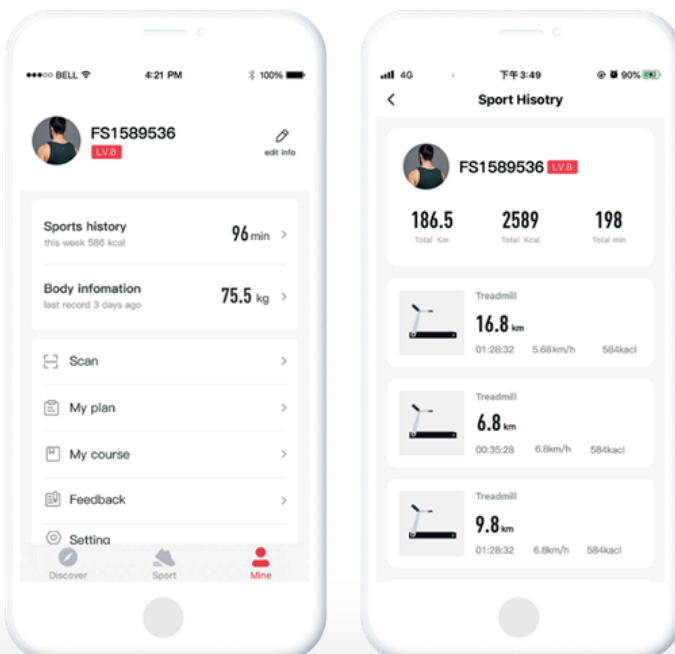 BELL
4:21 PM
100%
FS1589536
LV.8
edit info
Sports history
this week 586 kcal
96 min
Body infomation
last record 3 days ago
75.5 kg
Scan
My plan
My course
Feedback
Setting
Discover
Sport
Mine
4G
下午3:49
90%
Sport Hisotry
FS1589536 LV.8
186.5 2589 198
Total Km Total Kcal Total min
Treadmill
16.8 km
01:28:32 5.68km/h 584kacl
Treadmill
6.8 km
00:35:28 6.8km/h 584kacl
Treadmill
9.8 km
01:28:32 6.8km/h 584kacl